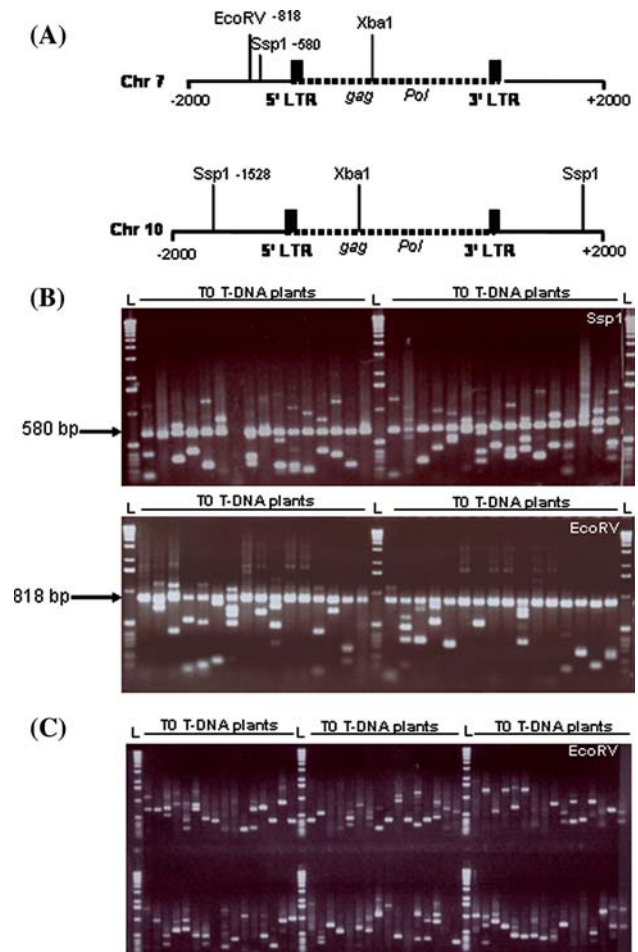 (A)
EcoRV -818
Xba1
Ssp1 -580
Chr 7
-2000
5' LTR
gag
Pol
3' LTR
+2000
Ssp1 -1528
Xba1
Ssp1
Chr 10
-2000
5' LTR
gag
Pol
3' LTR
+2000
(B)
L T0 T-DNA plants L T0 T-DNA plants L
Ssp1
580 bp
T0 T-DNA plants L T0 T-DNA plants L
EcoRV
818 bp
(C)
L T0 T-DNA plants L T0 T-DNA plants L T0 T-DNA plants
EcoRV